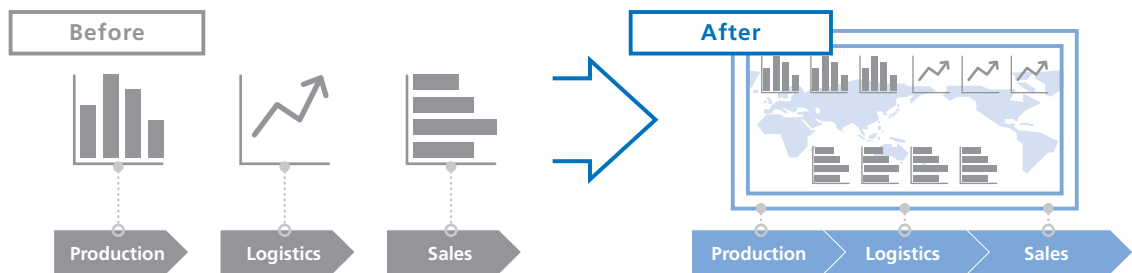 Before
After
Production
Logistics
Sales
Production
Logistics
Sales